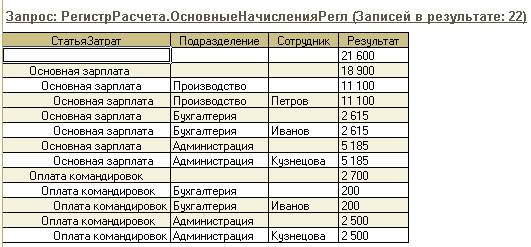 Запрос: РегистрРасчета.ОсновныеНачисленияРегл (Записей в результате: 22)
СтатьяЗатрат Подразделение Сотрудник Результат
21 600
Основная зарплата 18 900
Основная зарплата Производство 11 100
Основная зарплата Производство Петров 11 100
Основная зарплата Бухгалтерия 2 615
Основная зарплата Бухгалтерия Иванов 2 615
Основная зарплата Администрация 5 185
Основная зарплата Администрация Кузнецова 5 185
Оплата командировок 2 700
Оплата командировок Бухгалтерия 200
Оплата командировок Бухгалтерия Иванов 200
Оплата командировок Администрация 2 500
Оплата командировок Администрация Кузнецова 2 500